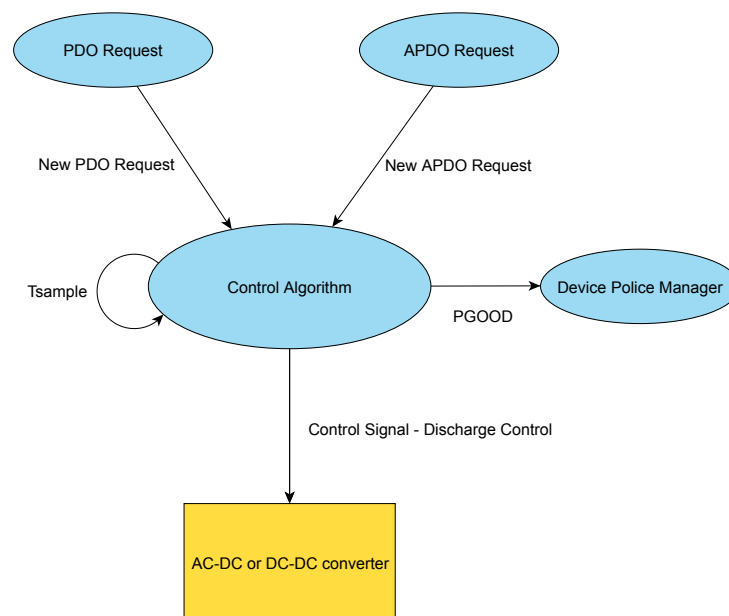 PDO Request
APDO Request
New PDO Request
New APDO Request
Tsample
Control Algorithm
Device Police Manager
PGOOD
Control Signal - Discharge Control
AC-DC or DC-DC converter